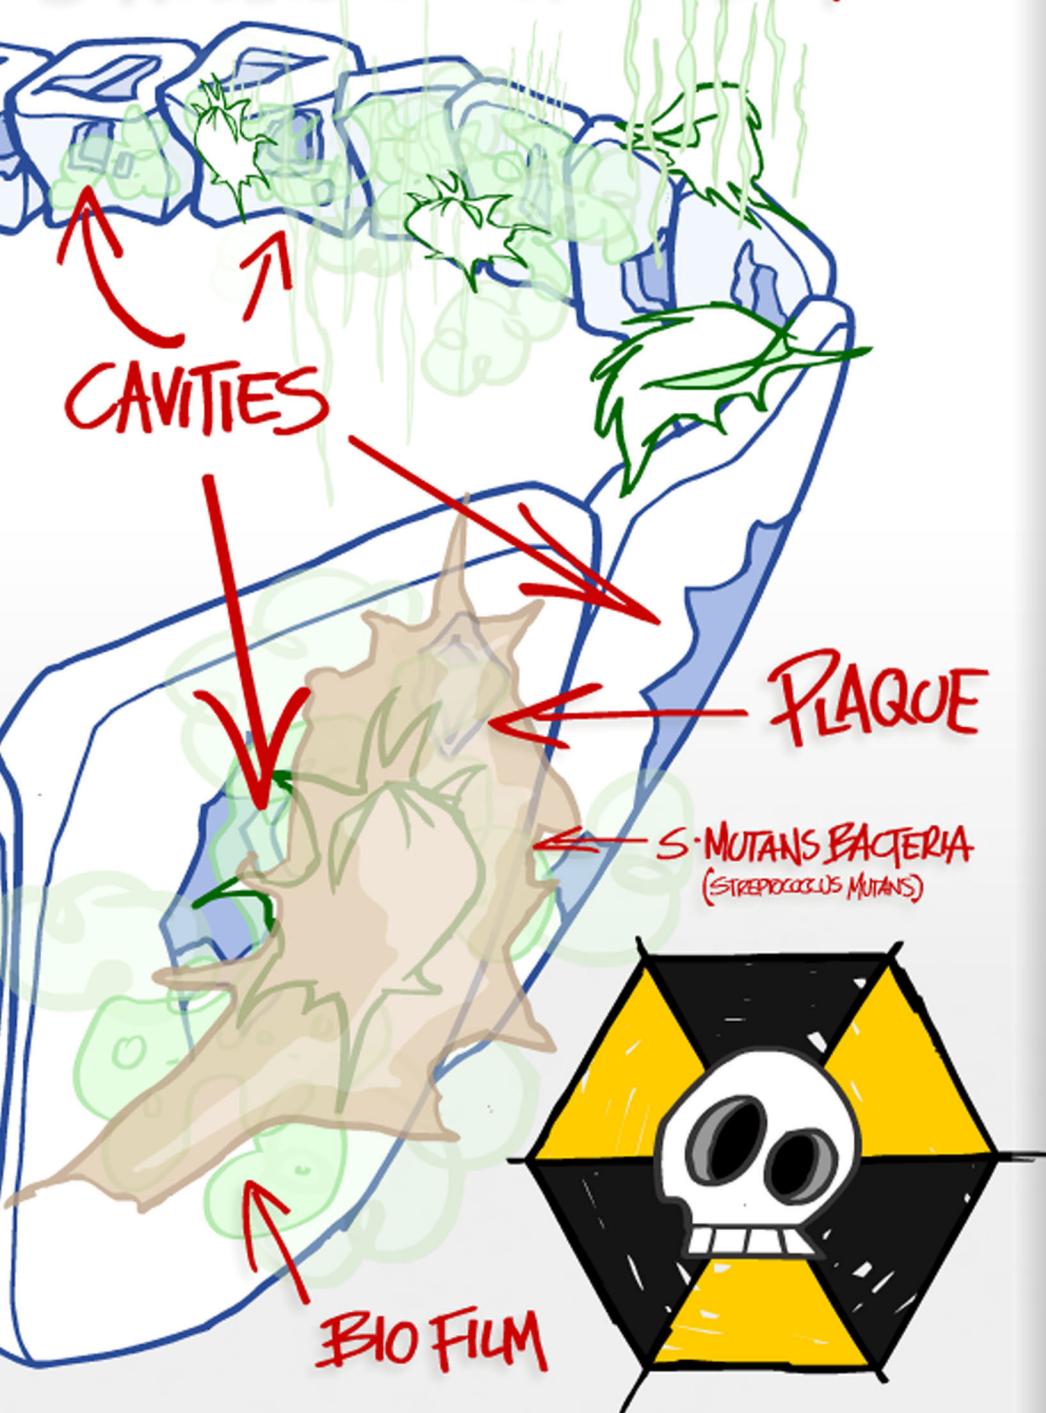 CAVITIES
PLAQUE
S. MUTANS BACTERIA
(STREPTOCOCCUS MUTANS)
BIO FILM